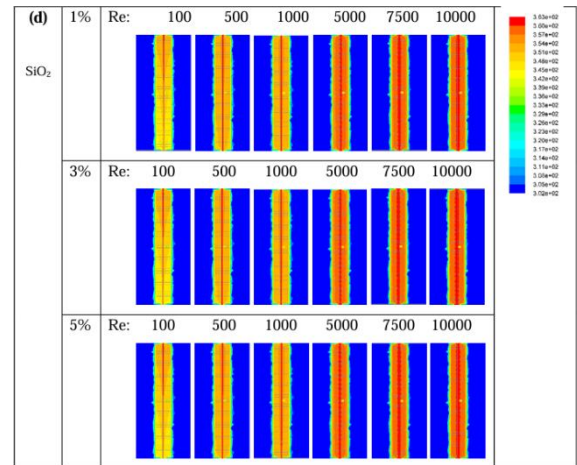 (d) 1% Re: 100 500 1000 5000 7500 10000
SiO₂
3% Re: 100 500 1000 5000 7500 10000
5% Re: 100 500 1000 5000 7500 10000
3.63e+02
3.60e+02
3.57e+02
3.54e+02
3.51e+02
3.48e+02
3.45e+02
3.42e+02
3.39e+02
3.36e+02
3.33e+02
3.29e+02
3.26e+02
3.23e+02
3.20e+02
3.17e+02
3.14e+02
3.11e+02
3.08e+02
3.05e+02
3.02e+02